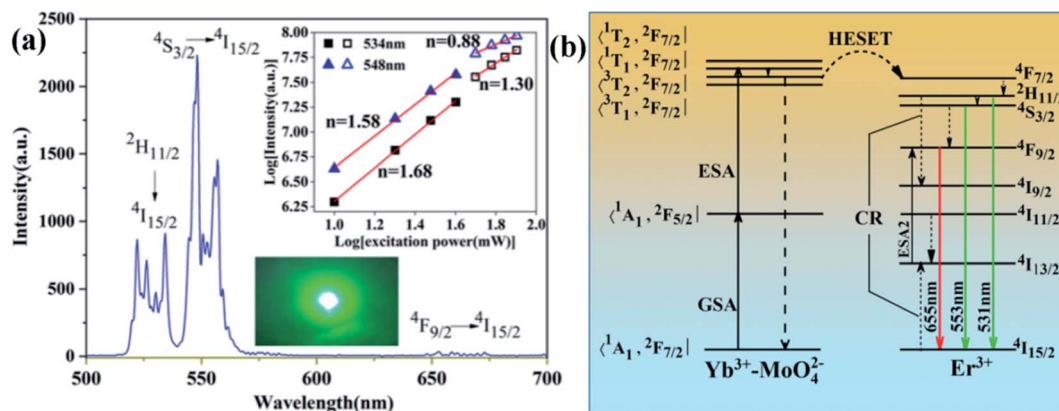 (a)
2500
2000
1500
1000
500
0
Intensity(a.u.)
500
550
600
650
700
Wavelength(nm)
⁴S₃/₂ → ⁴I₁₅/₂
²H₁₁/₂
⁴I₁₅/₂
⁴F₉/₂ → ⁴I₁₅/₂
8.00
7.75
7.50
7.25
7.00
6.75
6.50
6.25
Log[Intensity(a.u.)]
534nm
548nm
n=0.88
n=1.30
n=1.58
n=1.68
1.0
1.2
1.4
1.6
1.8
2.0
Log[excitation power(mW)]
(b)
⟨¹T₂ , ²F₇/₂|
⟨¹T₁ , ²F₇/₂|
⟨³T₂ , ²F₇/₂|
⟨³T₁ , ²F₇/₂|
⟨¹A₁ , ²F₅/₂|
⟨¹A₁ , ²F₇/₂|
ESA
GSA
HESET
Yb³⁺-MoO₄²⁻
⁴F₇/₂
²H₁₁/₂
⁴S₃/₂
⁴F₉/₂
⁴I₉/₂
⁴I₁₁/₂
⁴I₁₃/₂
⁴I₁₅/₂
CR
ESA2
655nm
553nm
531nm
Er³⁺